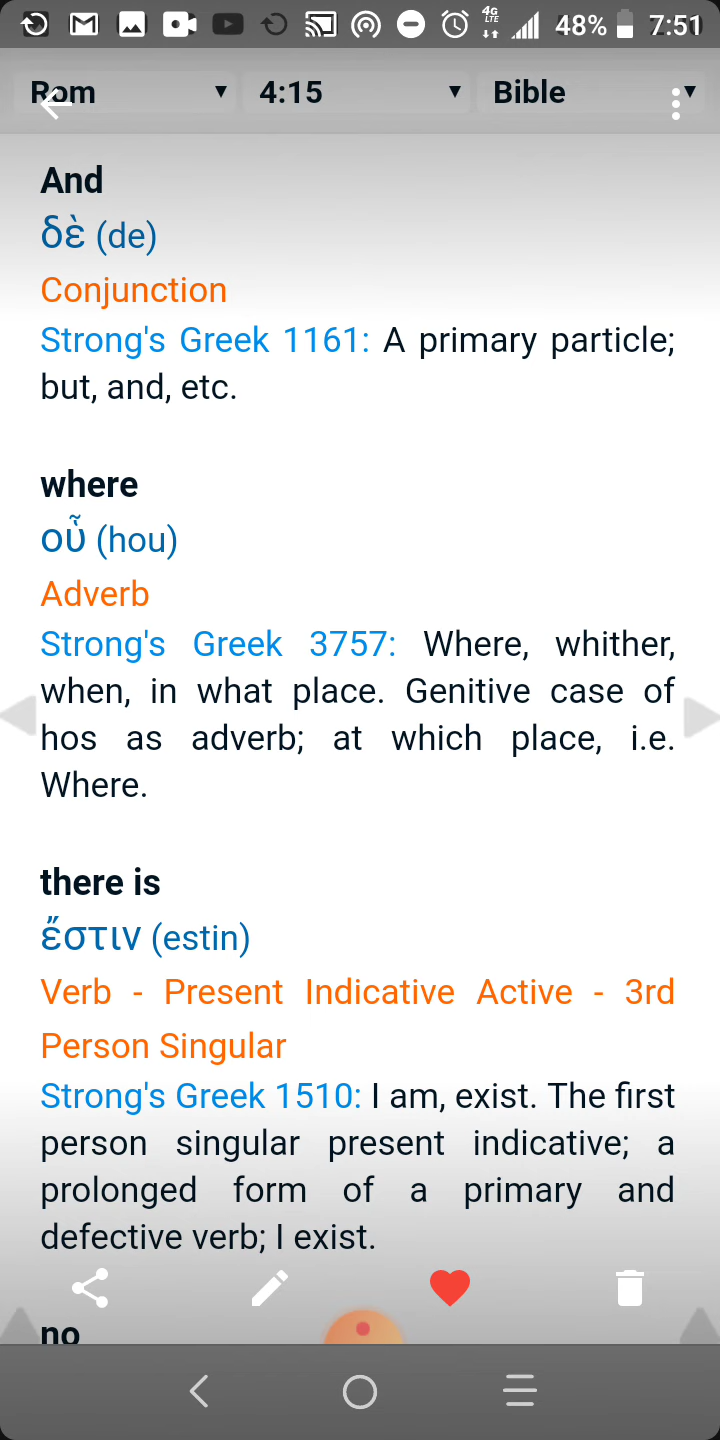 4G
LTE
48%
7:51
Rom
4:15
Bible
And
δὲ (de)
Conjunction
Strong's Greek 1161: A primary particle;
but, and, etc.
where
οὗ (hou)
Adverb
Strong's Greek 3757: Where, whither,
when, in what place. Genitive case of
hos as adverb; at which place, i.e.
Where.
there is
ἔστιν (estin)
Verb - Present Indicative Active - 3rd
Person Singular
Strong's Greek 1510: I am, exist. The first
person singular present indicative; a
prolonged form of a primary and
defective verb; I exist.
no